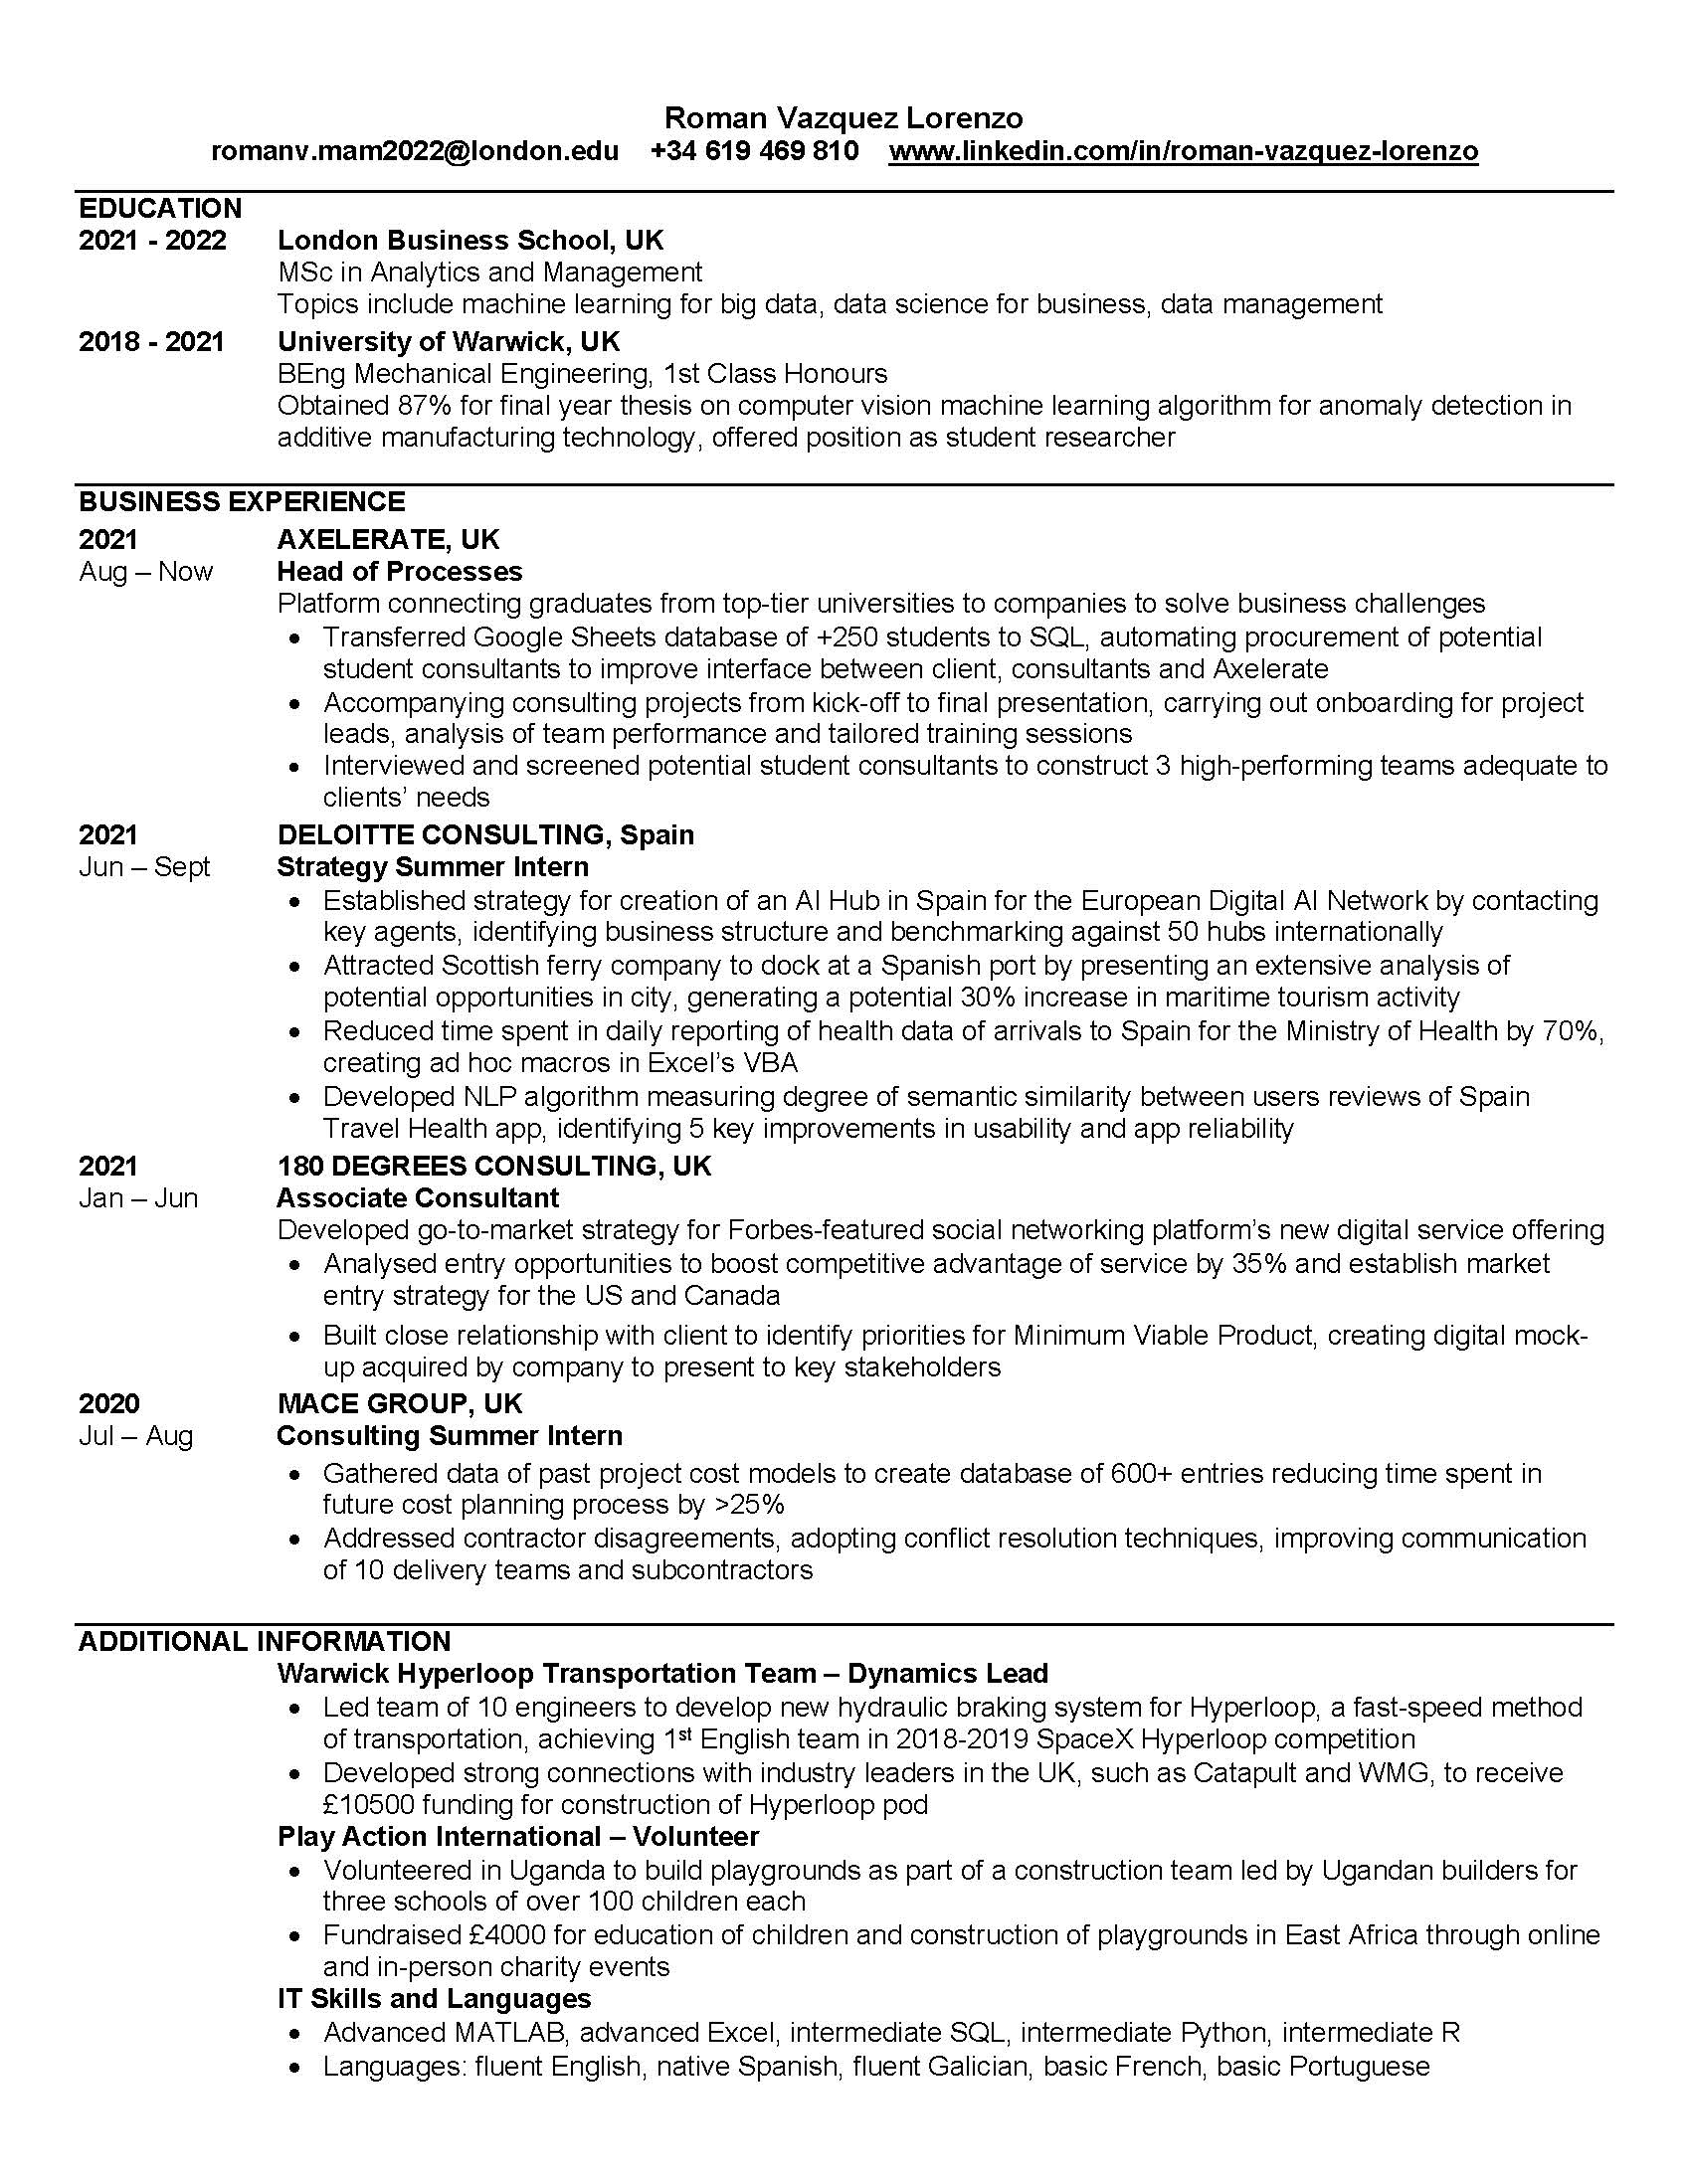 Roman Vazquez Lorenzo
romanv.mam2022@london.edu +34 619 469 810 www.linkedin.com/in/roman-vazquez-lorenzo
EDUCATION
2021 - 2022 London Business School, UK
MSc in Analytics and Management
Topics include machine learning for big data, data science for business, data management
2018 - 2021 University of Warwick, UK
BEng Mechanical Engineering, 1st Class Honours
Obtained 87% for final year thesis on computer vision machine learning algorithm for anomaly detection in
additive manufacturing technology, offered position as student researcher
BUSINESS EXPERIENCE
2021 AXELERATE, UK
Aug – Now Head of Processes
Platform connecting graduates from top-tier universities to companies to solve business challenges
• Transferred Google Sheets database of +250 students to SQL, automating procurement of potential
student consultants to improve interface between client, consultants and Axelerate
• Accompanying consulting projects from kick-off to final presentation, carrying out onboarding for project
leads, analysis of team performance and tailored training sessions
• Interviewed and screened potential student consultants to construct 3 high-performing teams adequate to
clients’ needs
2021 DELOITTE CONSULTING, Spain
Jun – Sept Strategy Summer Intern
• Established strategy for creation of an AI Hub in Spain for the European Digital AI Network by contacting
key agents, identifying business structure and benchmarking against 50 hubs internationally
• Attracted Scottish ferry company to dock at a Spanish port by presenting an extensive analysis of
potential opportunities in city, generating a potential 30% increase in maritime tourism activity
• Reduced time spent in daily reporting of health data of arrivals to Spain for the Ministry of Health by 70%,
creating ad hoc macros in Excel’s VBA
• Developed NLP algorithm measuring degree of semantic similarity between users reviews of Spain
Travel Health app, identifying 5 key improvements in usability and app reliability
2021 180 DEGREES CONSULTING, UK
Jan – Jun Associate Consultant
Developed go-to-market strategy for Forbes-featured social networking platform’s new digital service offering
• Analysed entry opportunities to boost competitive advantage of service by 35% and establish market
entry strategy for the US and Canada
• Built close relationship with client to identify priorities for Minimum Viable Product, creating digital mock-
up acquired by company to present to key stakeholders
2020 MACE GROUP, UK
Jul – Aug Consulting Summer Intern
• Gathered data of past project cost models to create database of 600+ entries reducing time spent in
future cost planning process by >25%
• Addressed contractor disagreements, adopting conflict resolution techniques, improving communication
of 10 delivery teams and subcontractors
ADDITIONAL INFORMATION
Warwick Hyperloop Transportation Team – Dynamics Lead
• Led team of 10 engineers to develop new hydraulic braking system for Hyperloop, a fast-speed method
of transportation, achieving 1st English team in 2018-2019 SpaceX Hyperloop competition
• Developed strong connections with industry leaders in the UK, such as Catapult and WMG, to receive
£10500 funding for construction of Hyperloop pod
Play Action International – Volunteer
• Volunteered in Uganda to build playgrounds as part of a construction team led by Ugandan builders for
three schools of over 100 children each
• Fundraised £4000 for education of children and construction of playgrounds in East Africa through online
and in-person charity events
IT Skills and Languages
• Advanced MATLAB, advanced Excel, intermediate SQL, intermediate Python, intermediate R
• Languages: fluent English, native Spanish, fluent Galician, basic French, basic Portuguese